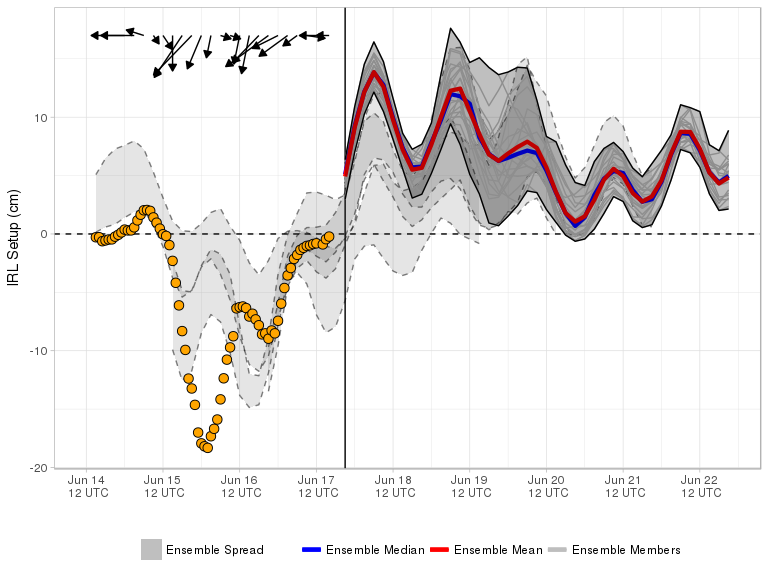 IRL Setup (cm)
10
0
-10
-20
Jun 14 Jun 15 Jun 16 Jun 17 Jun 18 Jun 19 Jun 20 Jun 21 Jun 22
12 UTC 12 UTC 12 UTC 12 UTC 12 UTC 12 UTC 12 UTC 12 UTC 12 UTC
Ensemble Spread Ensemble Median Ensemble Mean Ensemble Members